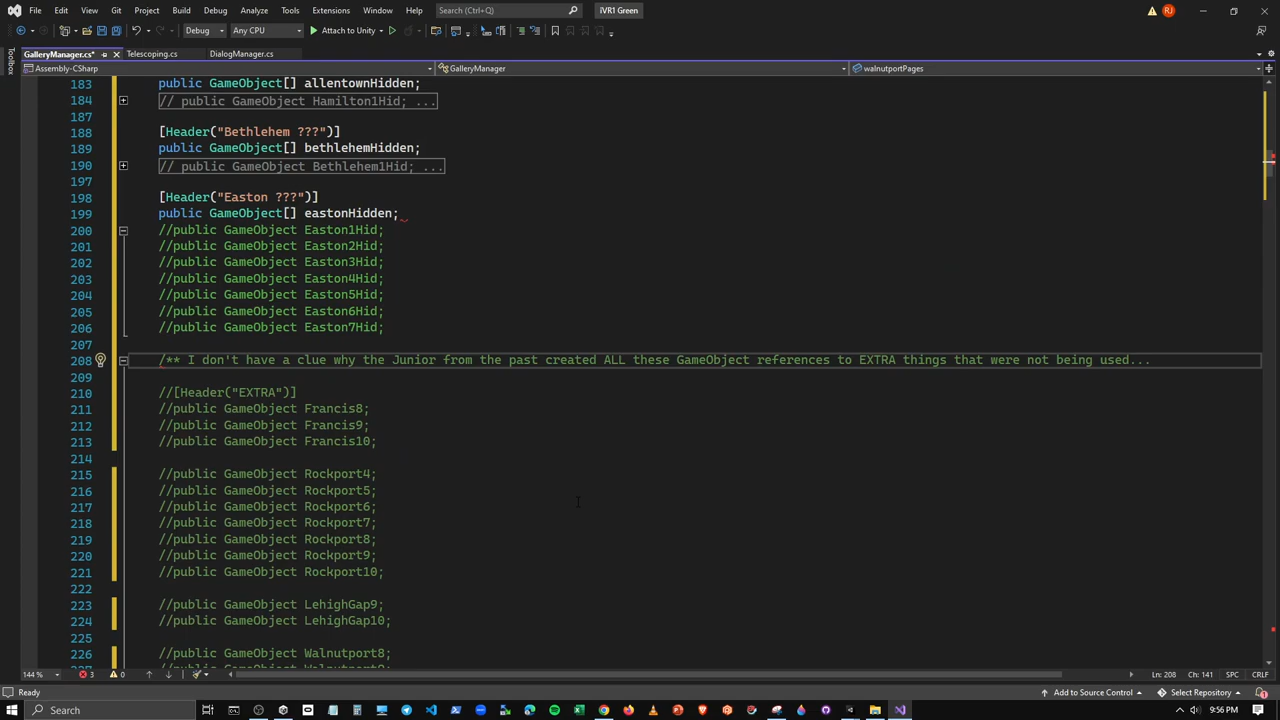 File Edit View Git Project Build Debug Analyze Tools Extensions Window Help Search (Ctrl+Q) iVR1 Green RJ
Debug Any CPU Attach to Unity
GalleryManager.cs* Telescoping.cs DialogManager.cs
Toolbox
Assembly-CSharp GalleryManager walnutportPages
183 public GameObject[] allentownHidden;
184 // public GameObject Hamilton1Hid; ...
187
188 [Header("Bethlehem ???")]
189 public GameObject[] bethlehemHidden;
190 // public GameObject Bethlehem1Hid; ...
197
198 [Header("Easton ???")]
199 public GameObject[] eastonHidden;
200 //public GameObject Easton1Hid;
201 //public GameObject Easton2Hid;
202 //public GameObject Easton3Hid;
203 //public GameObject Easton4Hid;
204 //public GameObject Easton5Hid;
205 //public GameObject Easton6Hid;
206 //public GameObject Easton7Hid;
207
208 /** I don't have a clue why the Junior from the past created ALL these GameObject references to EXTRA things that were not being used...
209
210 //[Header("EXTRA")]
211 //public GameObject Francis8;
212 //public GameObject Francis9;
213 //public GameObject Francis10;
214
215 //public GameObject Rockport4;
216 //public GameObject Rockport5;
217 //public GameObject Rockport6;
218 //public GameObject Rockport7;
219 //public GameObject Rockport8;
220 //public GameObject Rockport9;
221 //public GameObject Rockport10;
222
223 //public GameObject LehighGap9;
224 //public GameObject LehighGap10;
225
226 //public GameObject Walnutport8;
144 % 3 0 Ln: 208 Ch: 141 SPC CRLF
Ready Add to Source Control Select Repository 1
Search 9:56 PM